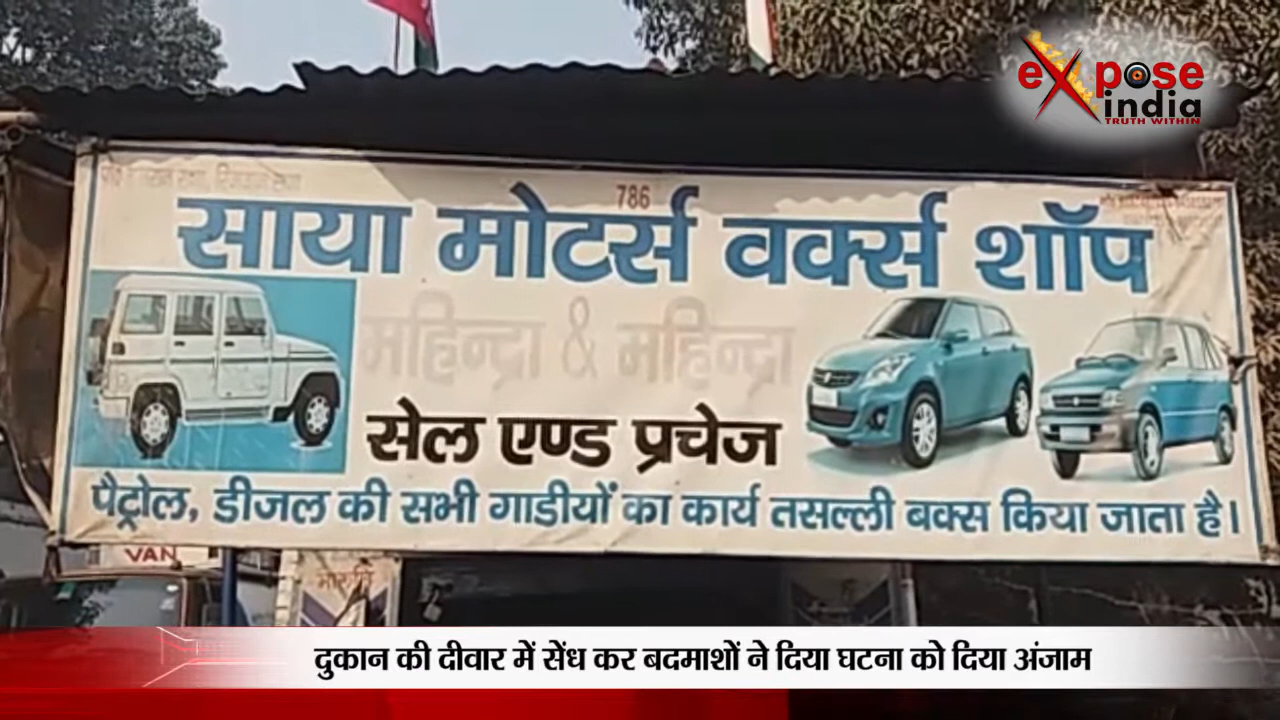 eXpose
india
TRUTH WITHIN
786
साया मोटर्स वर्क्स शॉप
महिन्द्रा & महिन्द्रा
सेल एण्ड प्रचेज
पैट्रोल, डीजल की सभी गाडीयों का कार्य तसल्ली बक्स किया जाता है।
VAN
मारुति
दुकान की दीवार में सेंध कर बदमाशों ने दिया घटना को दिया अंजाम